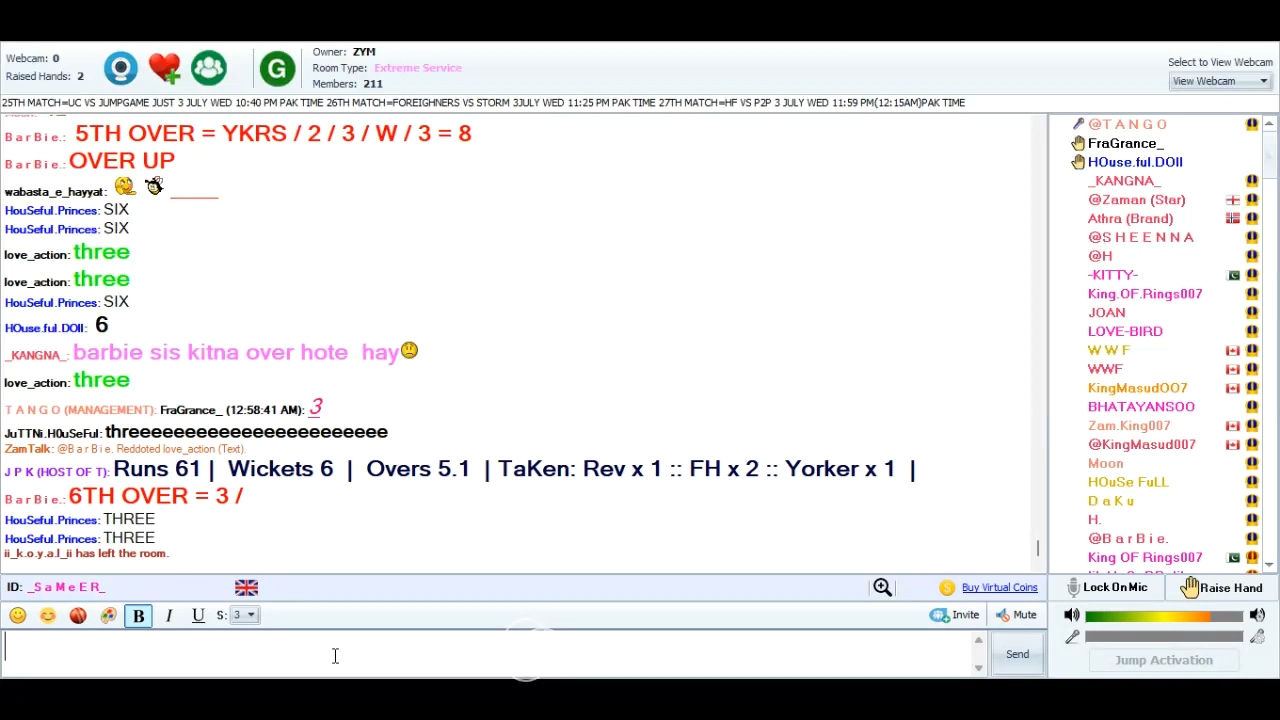 Webcam: 0
Raised Hands: 2
G
Owner: ZYM
Room Type: Extreme Service
Members: 211
Select to View Webcam
View Webcam
25TH MATCH=UC VS JUMPGAME JUST 3 JULY WED 10:40 PM PAK TIME 26TH MATCH=FOREIGHNERS VS STORM 3JULY WED 11:25 PM PAK TIME 27TH MATCH=HF VS P2P 3 JULY WED 11:59 PM(12:15AM)PAK TIME
B a r B i e.: 5TH OVER = YKRS / 2 / 3 / W / 3 = 8
B a r B i e.: OVER UP
wabasta_e_hayyat: ______
HouSeful.Princes: SIX
HouSeful.Princes: SIX
love_action: three
love_action: three
HouSeful.Princes: SIX
HOuse.ful.DOll: 6
_KANGNA_: barbie sis kitna over hote hay
love_action: three
T A N G O (MANAGEMENT): FraGrance_ (12:58:41 AM): 3
JuTTNi.H0uSeFul: threeeeeeeeeeeeeeeeeeeeeee
ZamTalk: @B a r B i e. Reddoted love_action (Text).
J P K (HOST OF T): Runs 61 | Wickets 6 | Overs 5.1 | TaKen: Rev x 1 :: FH x 2 :: Yorker x 1 |
B a r B i e.: 6TH OVER = 3 /
HouSeful.Princes: THREE
HouSeful.Princes: THREE
ii_k.o.y.a.l_ii has left the room.
@T A N G O
FraGrance_
HOuse.ful.DOll
_KANGNA_
@Zaman (Star)
Athra (Brand)
@S H E E N N A
@H
-KITTY-
King.OF.Rings007
JOAN
LOVE-BIRD
W W F
WWF
KingMasudOO7
BHATAYANSOO
Zam.King007
@KingMasud007
Moon
HOuSe FuLL
D a K u
H.
@B a r B i e.
King OF Rings007
ID: _S a M e E R_
Buy Virtual Coins
Lock On Mic
Raise Hand
B I U S: 3
Invite
Mute
Send
Jump Activation